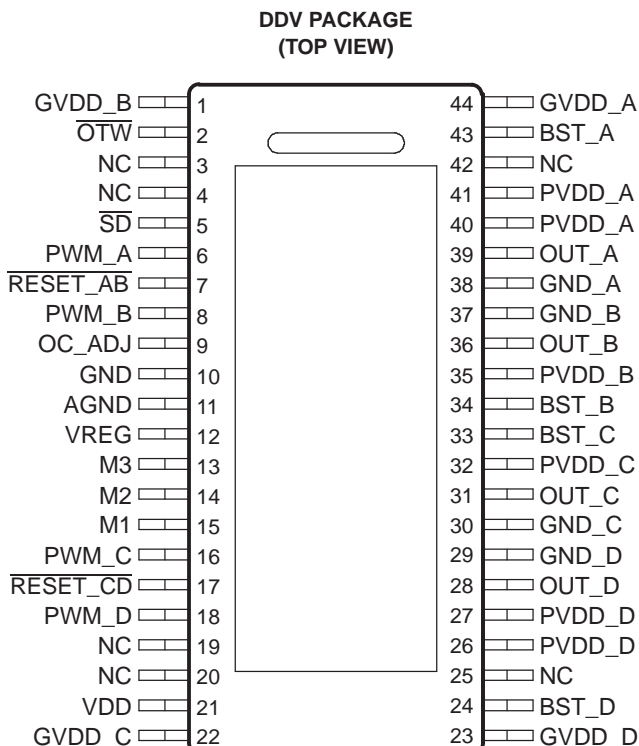 DDV PACKAGE
(TOP VIEW)
GVDD_B 1 44 GVDD_A
O̅T̅W̅ 2 43 BST_A
NC 3 42 NC
NC 4 41 PVDD_A
S̅D̅ 5 40 PVDD_A
PWM_A 6 39 OUT_A
R̅E̅S̅E̅T̅_̅A̅B̅ 7 38 GND_A
PWM_B 8 37 GND_B
OC_ADJ 9 36 OUT_B
GND 10 35 PVDD_B
AGND 11 34 BST_B
VREG 12 33 BST_C
M3 13 32 PVDD_C
M2 14 31 OUT_C
M1 15 30 GND_C
PWM_C 16 29 GND_D
R̅E̅S̅E̅T̅_̅C̅D̅ 17 28 OUT_D
PWM_D 18 27 PVDD_D
NC 19 26 PVDD_D
NC 20 25 NC
VDD 21 24 BST_D
GVDD_C 22 23 GVDD_D